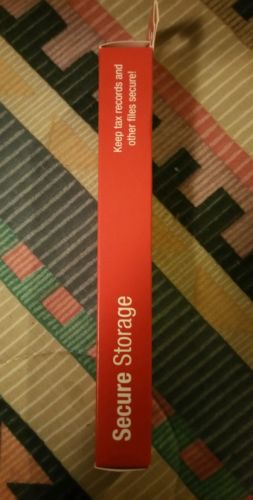 Secure Storage
Keep tax records and
other files secure!